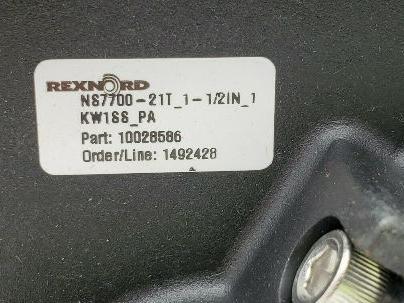 REXNORD
NS7700-21T_1-1/2IN_1
KW1SS_PA
Part: 10028586
Order/Line: 1492428